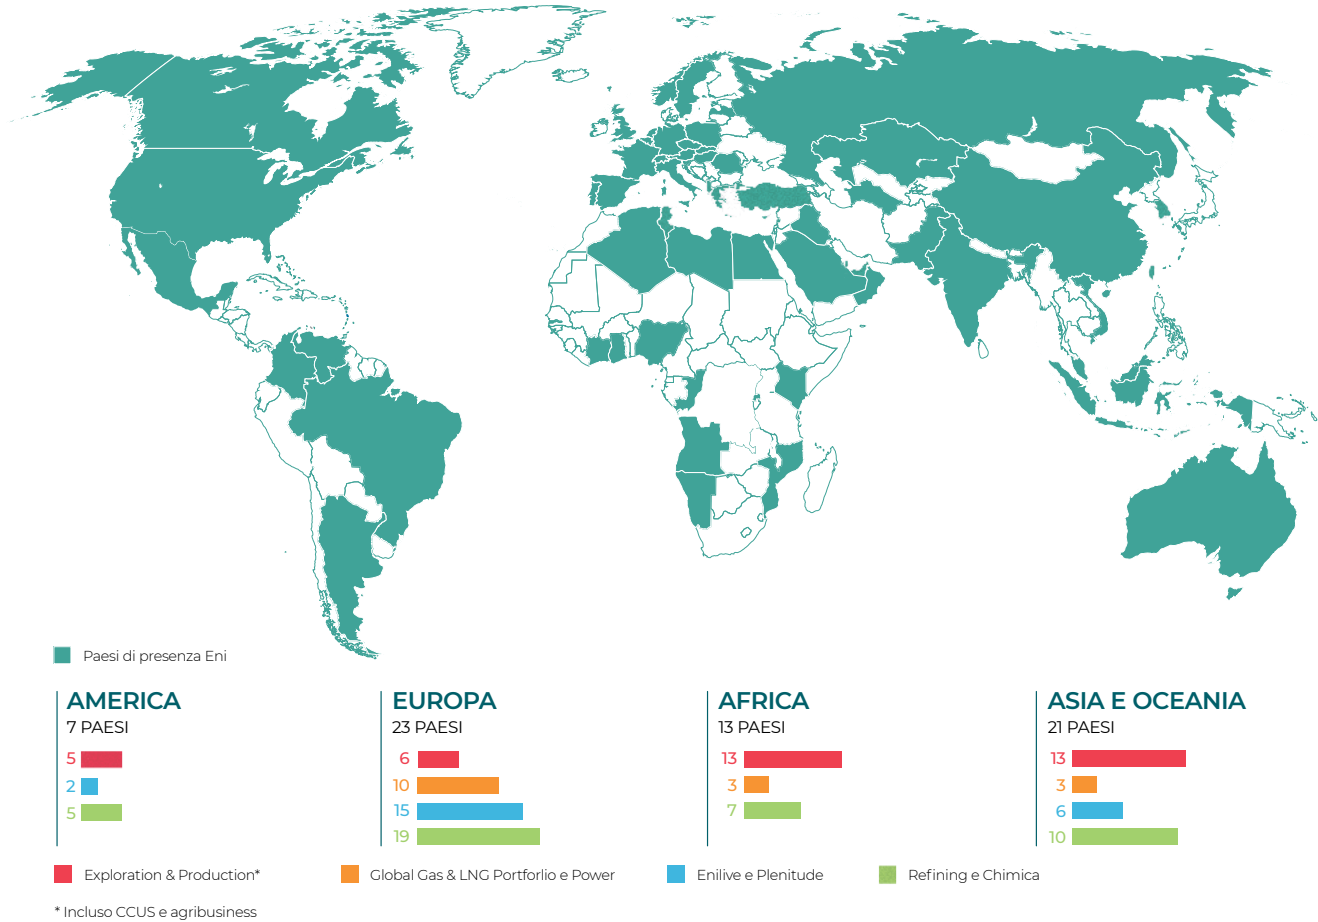 Paesi di presenza Eni
AMERICA
7 PAESI
5
2
5
EUROPA
23 PAESI
6
10
15
19
AFRICA
13 PAESI
13
3
7
ASIA E OCEANIA
21 PAESI
13
3
6
10
Exploration & Production*
Global Gas & LNG Portforlio e Power
Enilive e Plenitude
Refining e Chimica
* Incluso CCUS e agribusiness